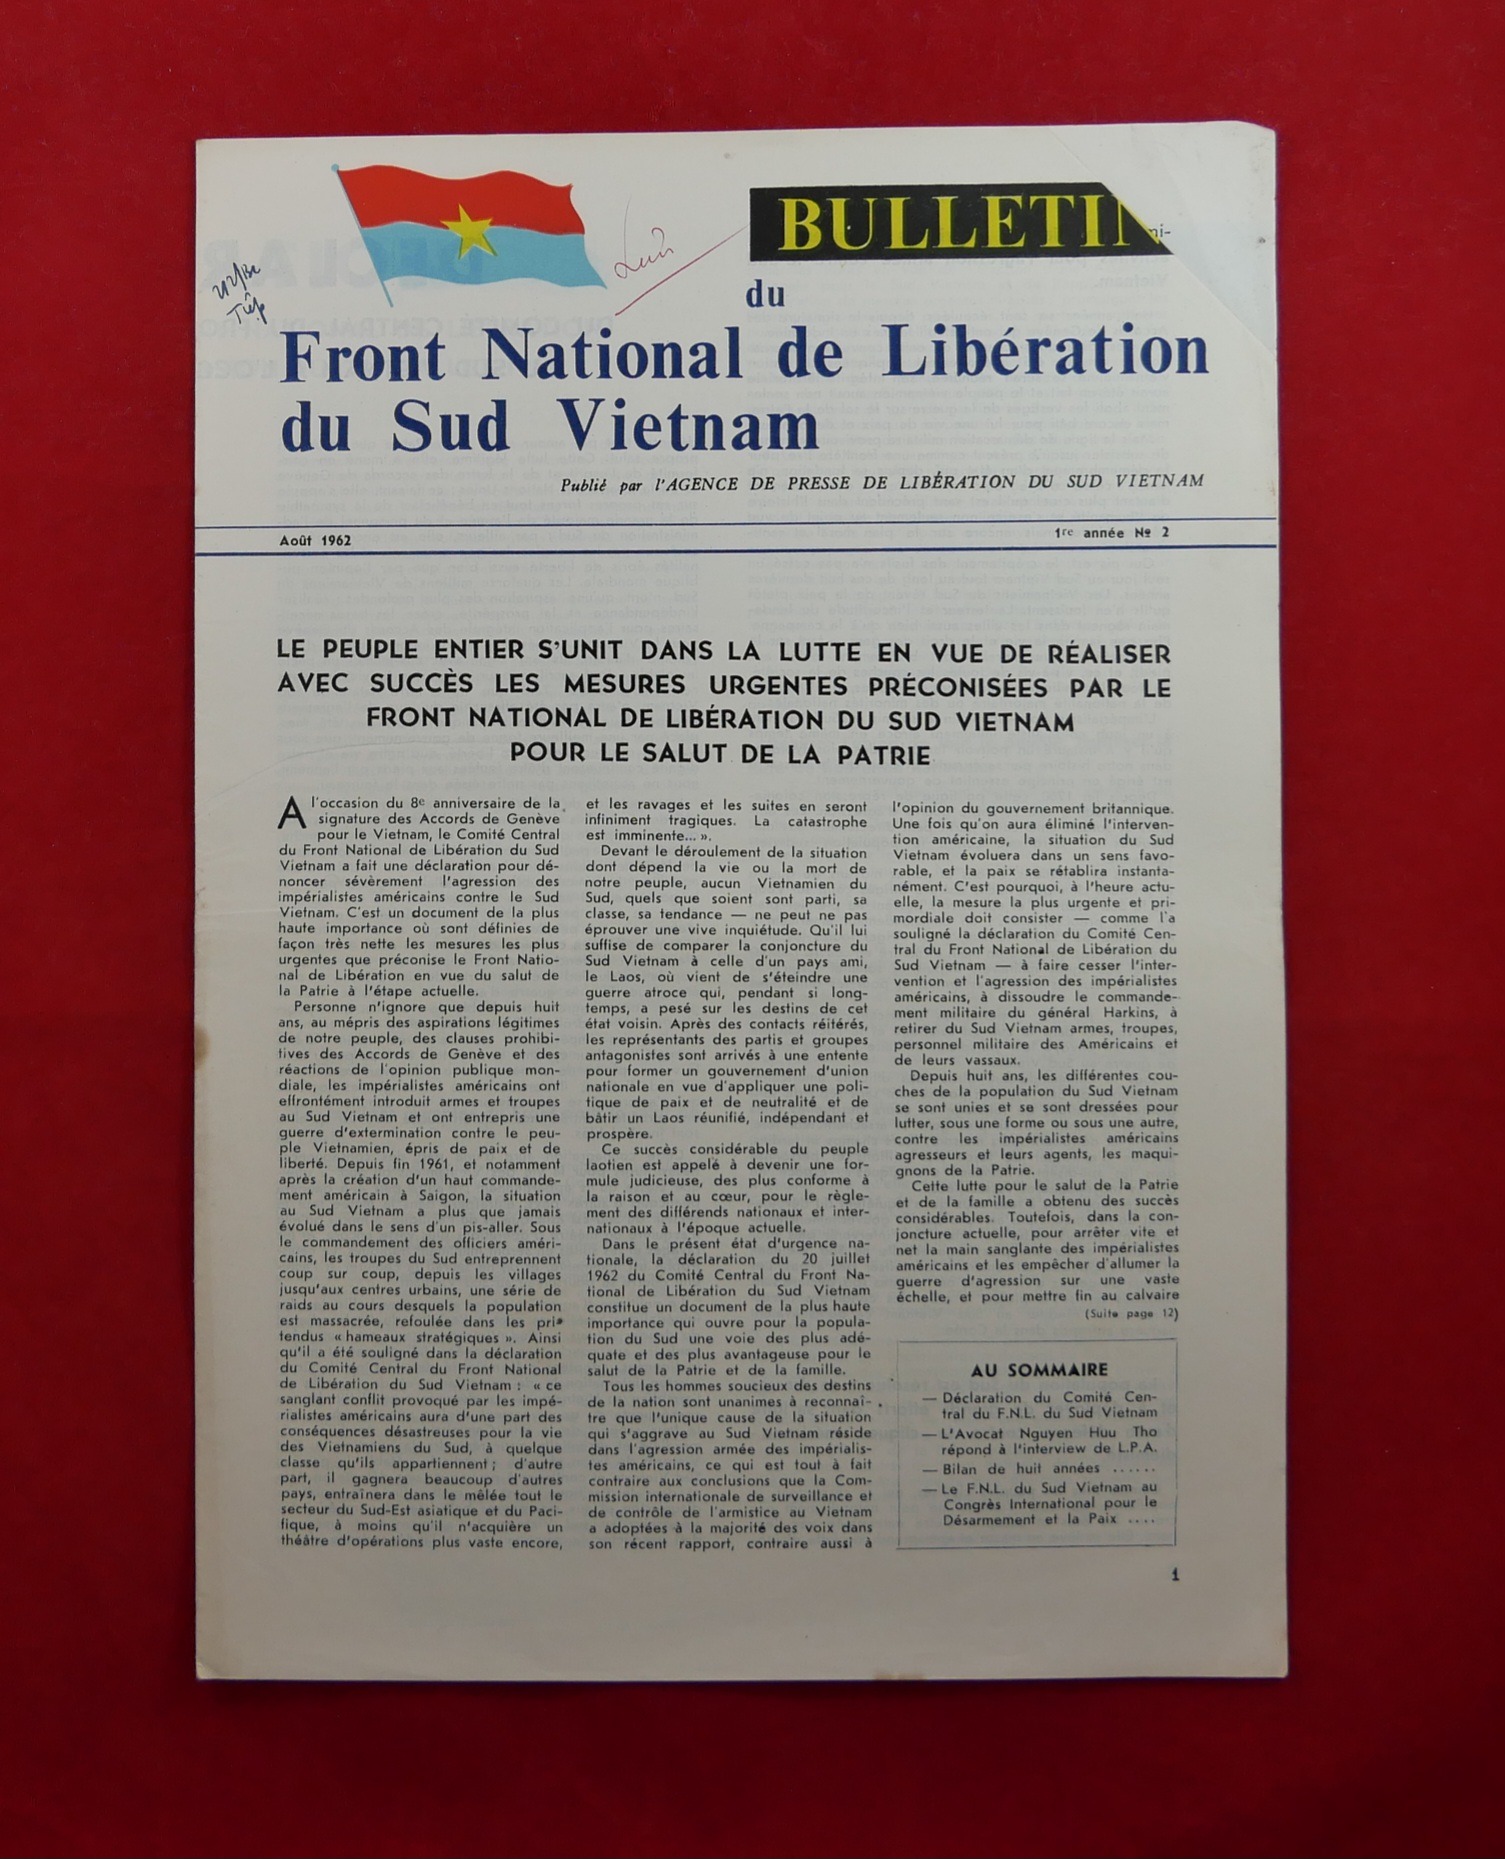 BULLETIN
du
Front National de Libération
du Sud Vietnam
Publié par l'AGENCE DE PRESSE DE LIBÉRATION DU SUD VIETNAM
Août 1962
1re année Nº 2
LE PEUPLE ENTIER S'UNIT DANS LA LUTTE EN VUE DE RÉALISER
AVEC SUCCÈS LES MESURES URGENTES PRÉCONISÉES PAR LE
FRONT NATIONAL DE LIBÉRATION DU SUD VIETNAM
POUR LE SALUT DE LA PATRIE
A l'occasion du 8e anniversaire de la
signature des Accords de Genève
pour le Vietnam, le Comité Central
du Front National de Libération du Sud
Vietnam a fait une déclaration pour dé-
noncer sévèrement l'agression des
impérialistes américains contre le Sud
Vietnam. C'est un document de la plus
haute importance où sont définies de
façon très nette les mesures les plus
urgentes que préconise le Front Natio-
nal de Libération en vue du salut de
la Patrie à l'étape actuelle.
Personne n'ignore que depuis huit
ans, au mépris des aspirations légitimes
de notre peuple, des clauses prohibi-
tives des Accords de Genève et des
réactions de l'opinion publique mon-
diale, les impérialistes américains ont
effrontément introduit armes et troupes
au Sud Vietnam et ont entrepris une
guerre d'extermination contre le peu-
ple Vietnamien, épris de paix et de
liberté. Depuis fin 1961, et notamment
après la création d'un haut commande-
ment américain à Saigon, la situation
au Sud Vietnam a plus que jamais
évolué dans le sens d'un pis-aller. Sous
le commandement des officiers améri-
cains, les troupes du Sud entreprennent
coup sur coup, depuis les villages
jusqu'aux centres urbains, une série de
raids au cours desquels la population
est massacrée, refoulée dans les pri
tendus « hameaux stratégiques ». Ainsi
qu'il a été souligné dans la déclaration
du Comité Central du Front National
de Libération du Sud Vietnam : « ce
sanglant conflit provoqué par les impé-
rialistes américains aura d'une part des
conséquences désastreuses pour la vie
des Vietnamiens du Sud, à quelque
classe qu'ils appartiennent ; d'autre
part, il gagnera beaucoup d'autres
pays, entraînera dans le mêlée tout le
secteur du Sud-Est asiatique et du Paci-
fique, à moins qu'il n'acquière un
théâtre d'opérations plus vaste encore,
et les ravages et les suites en seront
infiniment tragiques. La catastrophe
est imminente... ».
Devant le déroulement de la situation
dont dépend la vie ou la mort de
notre peuple, aucun Vietnamien du
Sud, quels que soient sont parti, sa
classe, sa tendance — ne peut ne pas
éprouver une vive inquiétude. Qu'il lui
suffise de comparer la conjoncture du
Sud Vietnam à celle d'un pays ami,
le Laos, où vient de s'éteindre une
guerre atroce qui, pendant si long-
temps, a pesé sur les destins de cet
état voisin. Après des contacts réitérés,
les représentants des partis et groupes
antagonistes sont arrivés à une entente
pour former un gouvernement d'union
nationale en vue d'appliquer une poli-
tique de paix et de neutralité et de
bâtir un Laos réunifié, indépendant et
prospère.
Ce succès considérable du peuple
laotien est appelé à devenir une for-
mule judicieuse, des plus conforme à
la raison et au cœur, pour le règle-
ment des différends nationaux et inter-
nationaux à l'époque actuelle.
Dans le présent état d'urgence na-
tionale, la déclaration du 20 juillet
1962 du Comité Central du Front Na-
tional de Libération du Sud Vietnam
constitue un document de la plus haute
importance qui ouvre pour la popula-
tion du Sud une voie des plus adé-
quate et des plus avantageuse pour le
salut de la Patrie et de la famille.
Tous les hommes soucieux des destins
de la nation sont unanimes à reconnaî-
tre que l'unique cause de la situation
qui s'aggrave au Sud Vietnam réside
dans l'agression armée des impérialis-
tes américains, ce qui est tout à fait
contraire aux conclusions que la Com-
mission internationale de surveillance et
de contrôle de l'armistice au Vietnam
a adoptées à la majorité des voix dans
son récent rapport, contraire aussi à
l'opinion du gouvernement britannique.
Une fois qu'on aura éliminé l'interven-
tion américaine, la situation du Sud
Vietnam évoluera dans un sens favo-
rable, et la paix se rétablira instanta-
nément. C'est pourquoi, à l'heure actu-
elle, la mesure la plus urgente et pri-
mordiale doit consister — comme l'a
souligné la déclaration du Comité Cen-
tral du Front National de Libération du
Sud Vietnam — à faire cesser l'inter-
vention et l'agression des impérialistes
américains, à dissoudre le commande-
ment militaire du général Harkins, à
retirer du Sud Vietnam armes, troupes,
personnel militaire des Américains et
de leurs vassaux.
Depuis huit ans, les différentes cou-
ches de la population du Sud Vietnam
se sont unies et se sont dressées pour
lutter, sous une forme ou sous une autre,
contre les impérialistes américains
agresseurs et leurs agents, les maqui-
gnons de la Patrie.
Cette lutte pour le salut de la Patrie
et de la famille a obtenu des succès
considérables. Toutefois, dans la con-
joncture actuelle, pour arrêter vite et
net la main sanglante des impérialistes
américains et les empêcher d'allumer la
guerre d'agression sur une vaste
échelle, et pour mettre fin au calvaire
(Suite page 12)
AU SOMMAIRE
— Déclaration du Comité Cen-
tral du F.N.L. du Sud Vietnam
— L'Avocat Nguyen Huu Tho
répond à l'interview de L.P.A.
— Bilan de huit années ......
— Le F.N.L. du Sud Vietnam au
Congrès International pour le
Désarmement et la Paix ....
1